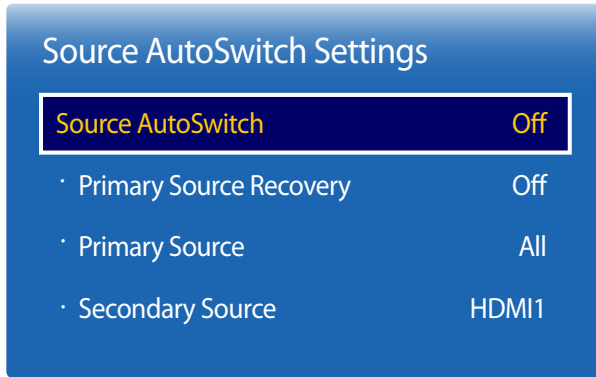 Source AutoSwitch Settings
Source AutoSwitch Off
· Primary Source Recovery Off
· Primary Source All
· Secondary Source HDMI1